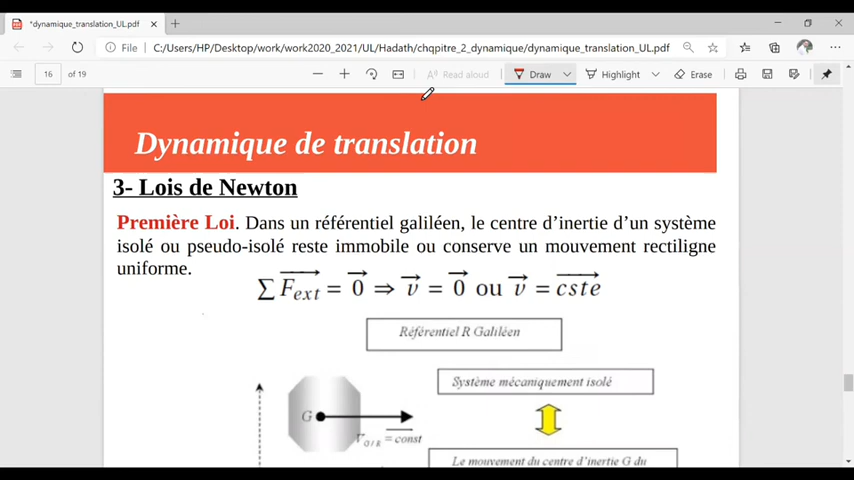 *dynamique_translation_UL.pdf
File
C:/Users/HP/Desktop/work/work2020_2021/UL/Hadath/chqpitre_2_dynamique/dynamique_translation_UL.pdf
16 of 19
Read aloud
Draw
Highlight
Erase
Dynamique de translation
3- Lois de Newton
Première Loi. Dans un référentiel galiléen, le centre d’inertie d’un système
isolé ou pseudo-isolé reste immobile ou conserve un mouvement rectiligne
uniforme.
∑ F⃗ext = 0⃗ ⇒ v⃗ = 0⃗ ou v⃗ = cste⃗
Référentiel R Galiléen
Système mécaniquement isolé
G
V⃗G/R = const
Le mouvement du centre d’inertie G du